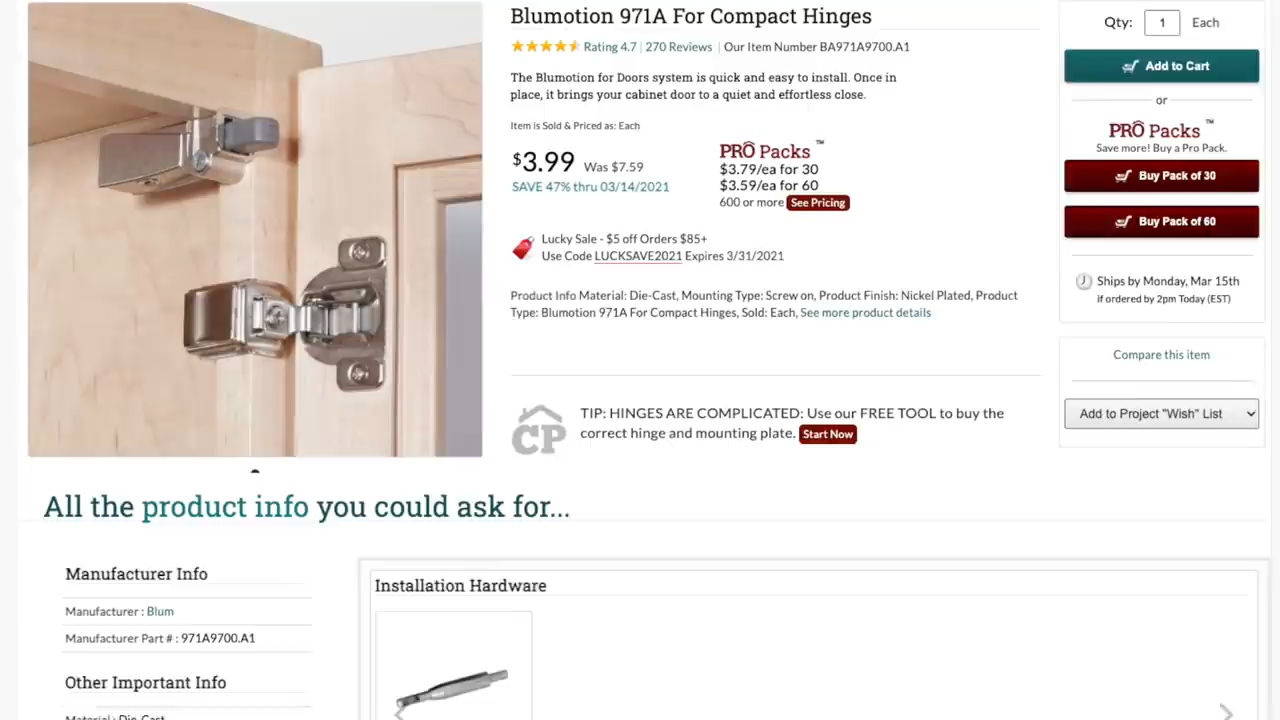 Blumotion 971A For Compact Hinges
Rating 4.7 | 270 Reviews | Our Item Number BA971A9700.A1
The Blumotion for Doors system is quick and easy to install. Once in
place, it brings your cabinet door to a quiet and effortless close.
Item is Sold & Priced as: Each
$3.99 Was $7.59
SAVE 47% thru 03/14/2021
PRO Packs™
$3.79/ea for 30
$3.59/ea for 60
600 or more See Pricing
Lucky Sale - $5 off Orders $85+
Use Code LUCKSAVE2021 Expires 3/31/2021
Product Info Material: Die-Cast, Mounting Type: Screw on, Product Finish: Nickel Plated, Product
Type: Blumotion 971A For Compact Hinges, Sold: Each, See more product details
CP
TIP: HINGES ARE COMPLICATED: Use our FREE TOOL to buy the
correct hinge and mounting plate. Start Now
Qty: 1 Each
Add to Cart
or
PRO Packs™
Save more! Buy a Pro Pack.
Buy Pack of 30
Buy Pack of 60
Ships by Monday, Mar 15th
if ordered by 2pm Today (EST)
Compare this item
Add to Project "Wish" List
All the product info you could ask for...
Manufacturer Info
Manufacturer : Blum
Manufacturer Part # : 971A9700.A1
Other Important Info
Material : Die-Cast
Installation Hardware